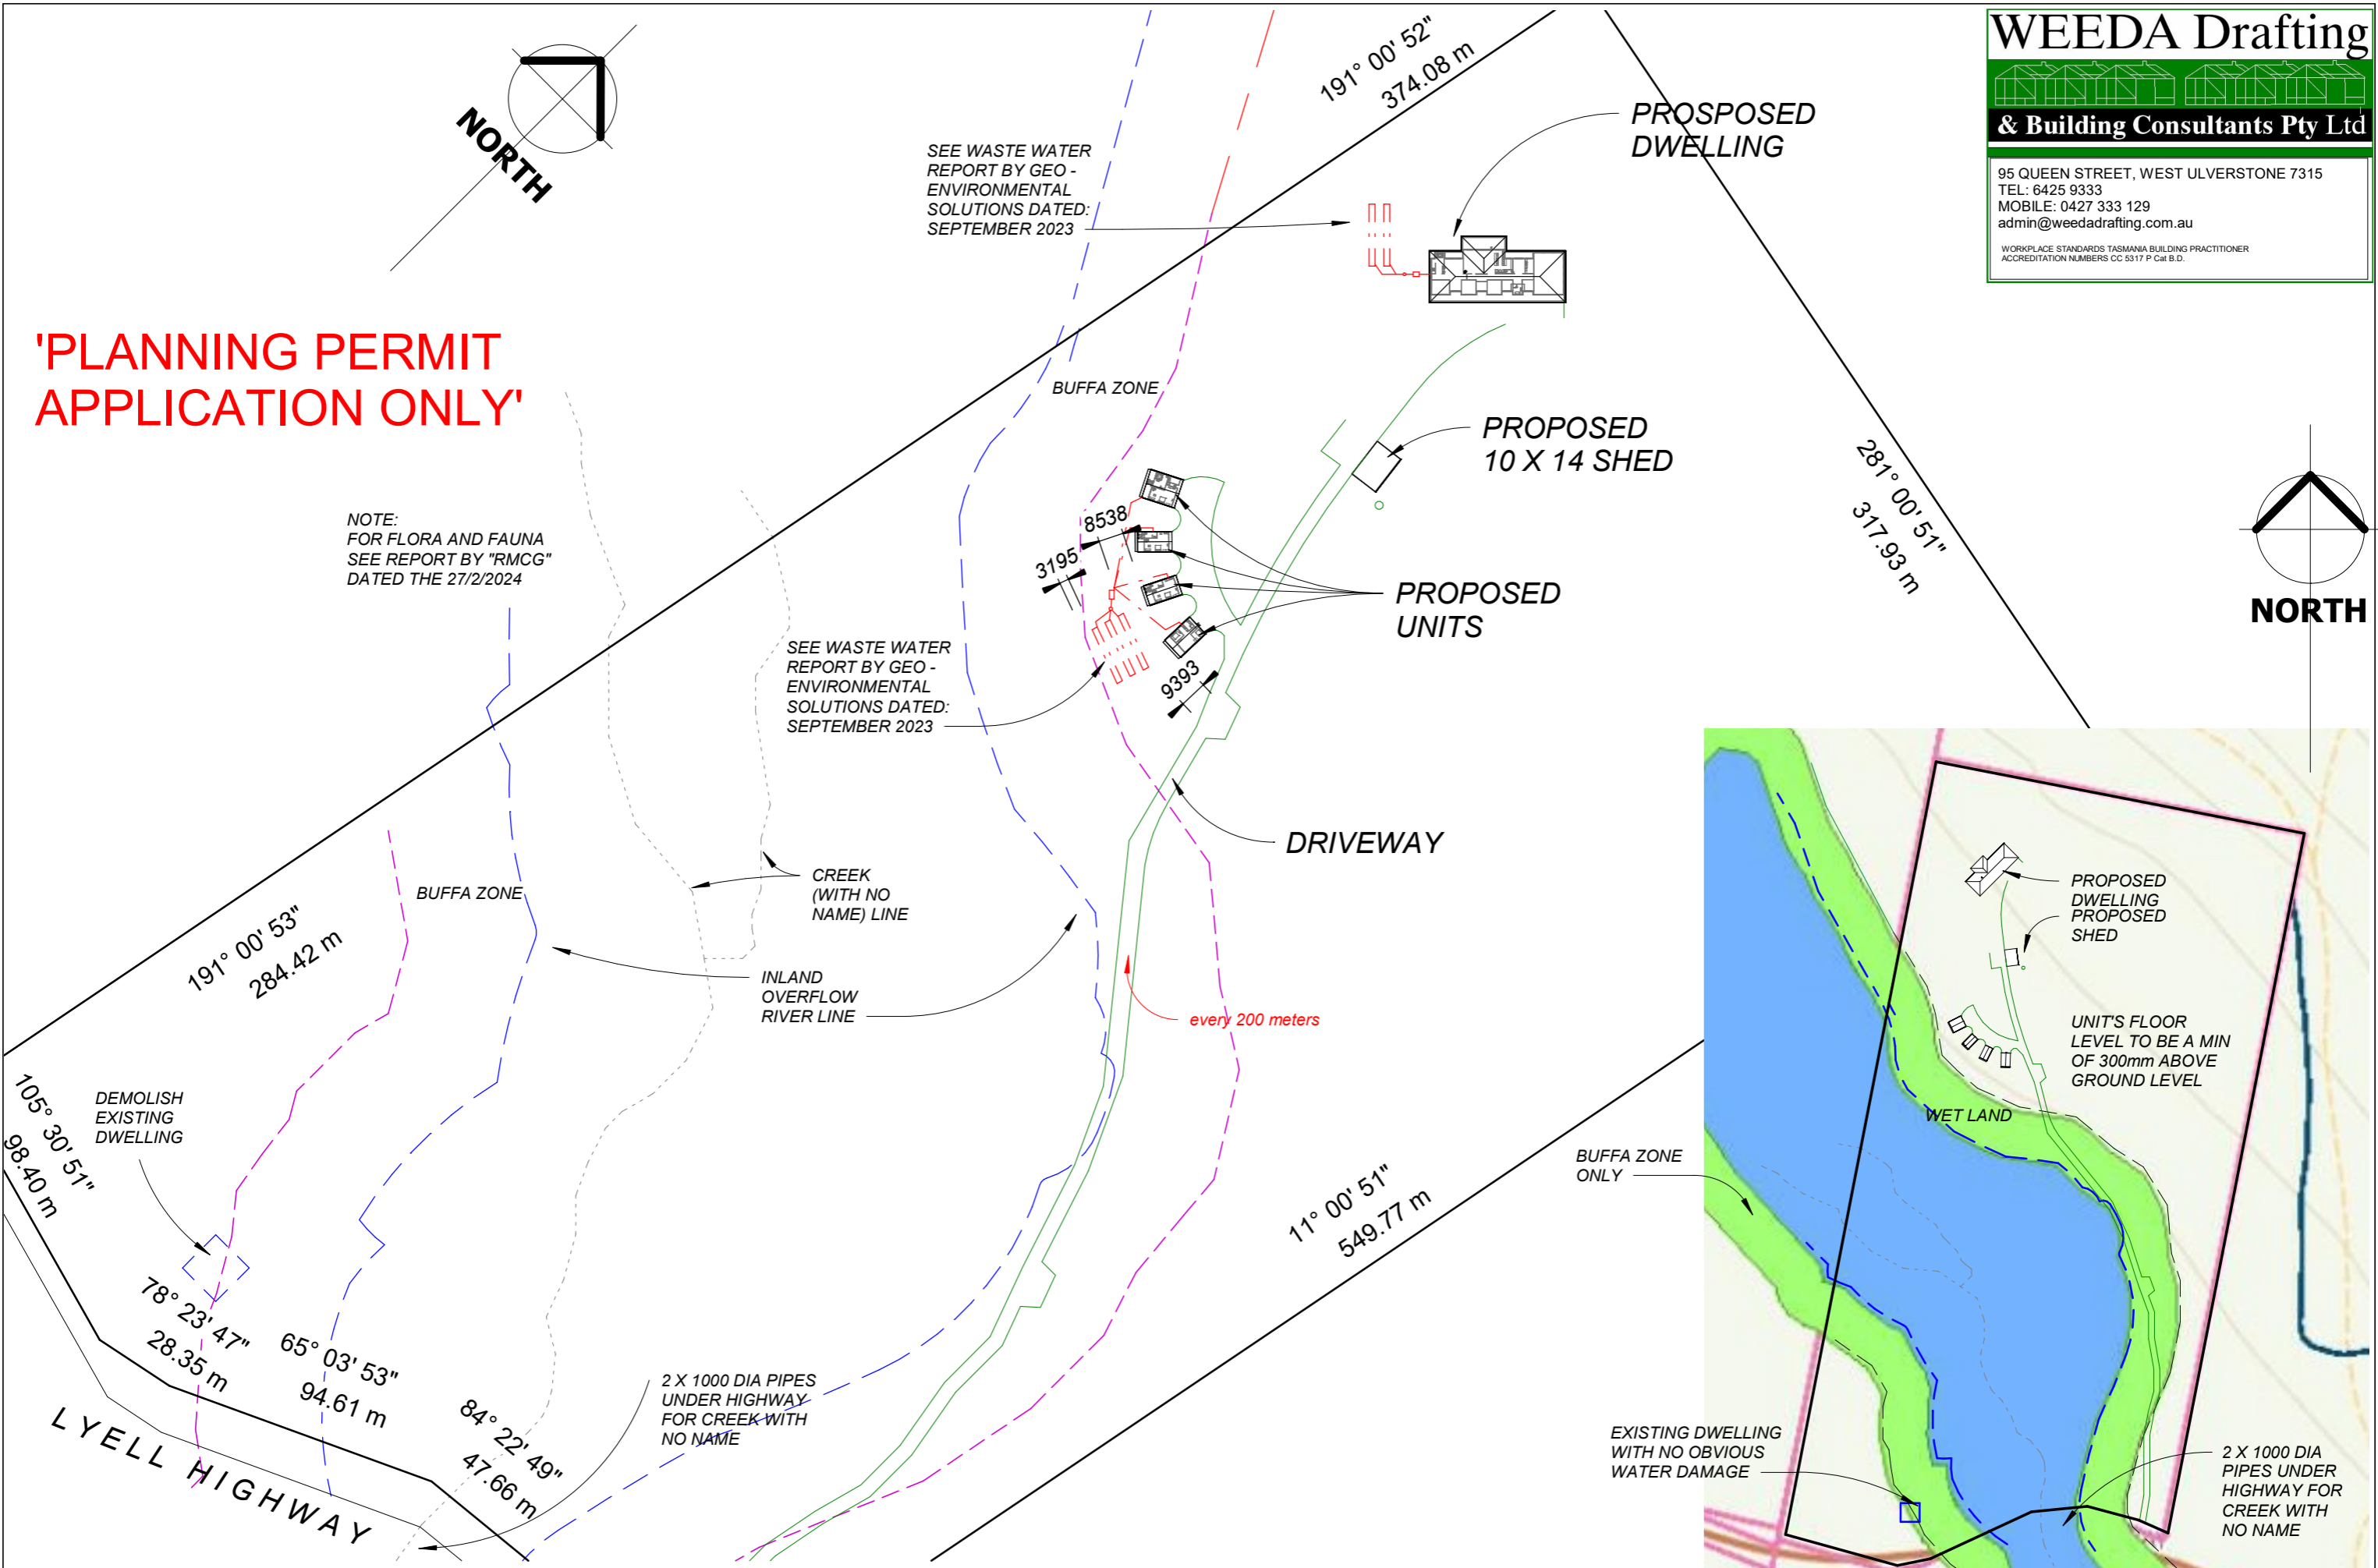 WEEDA Drafting
& Building Consultants Pty Ltd
95 QUEEN STREET, WEST ULVERSTONE 7315
TEL: 6425 9333
MOBILE: 0427 333 129
admin@weedadrafting.com.au
WORKPLACE STANDARDS TASMANIA BUILDING PRACTITIONER
ACCREDITATION NUMBERS CC 5317 P Cat B.D.
NORTH
191° 00' 52"
374.08 m
PROSPOSED
DWELLING
SEE WASTE WATER
REPORT BY GEO -
ENVIRONMENTAL
SOLUTIONS DATED:
SEPTEMBER 2023
'PLANNING PERMIT
APPLICATION ONLY'
BUFFA ZONE
PROPOSED
10 X 14 SHED
281° 00' 51"
317.93 m
NORTH
NOTE:
FOR FLORA AND FAUNA
SEE REPORT BY "RMCG"
DATED THE 27/2/2024
8538
3195
PROPOSED
UNITS
SEE WASTE WATER
REPORT BY GEO -
ENVIRONMENTAL
SOLUTIONS DATED:
SEPTEMBER 2023
9393
DRIVEWAY
CREEK
(WITH NO
NAME) LINE
BUFFA ZONE
191° 00' 53"
284.42 m
INLAND
OVERFLOW
RIVER LINE
every 200 meters
105° 30' 51"
98.40 m
DEMOLISH
EXISTING
DWELLING
11° 00' 51"
549.77 m
78° 23' 47"
28.35 m
65° 03' 53"
94.61 m
84° 22' 49"
47.66 m
2 X 1000 DIA PIPES
UNDER HIGHWAY
FOR CREEK WITH
NO NAME
LYELL HIGHWAY
PROPOSED
DWELLING
PROPOSED
SHED
UNIT'S FLOOR
LEVEL TO BE A MIN
OF 300mm ABOVE
GROUND LEVEL
WET LAND
BUFFA ZONE
ONLY
EXISTING DWELLING
WITH NO OBVIOUS
WATER DAMAGE
2 X 1000 DIA
PIPES UNDER
HIGHWAY FOR
CREEK WITH
NO NAME